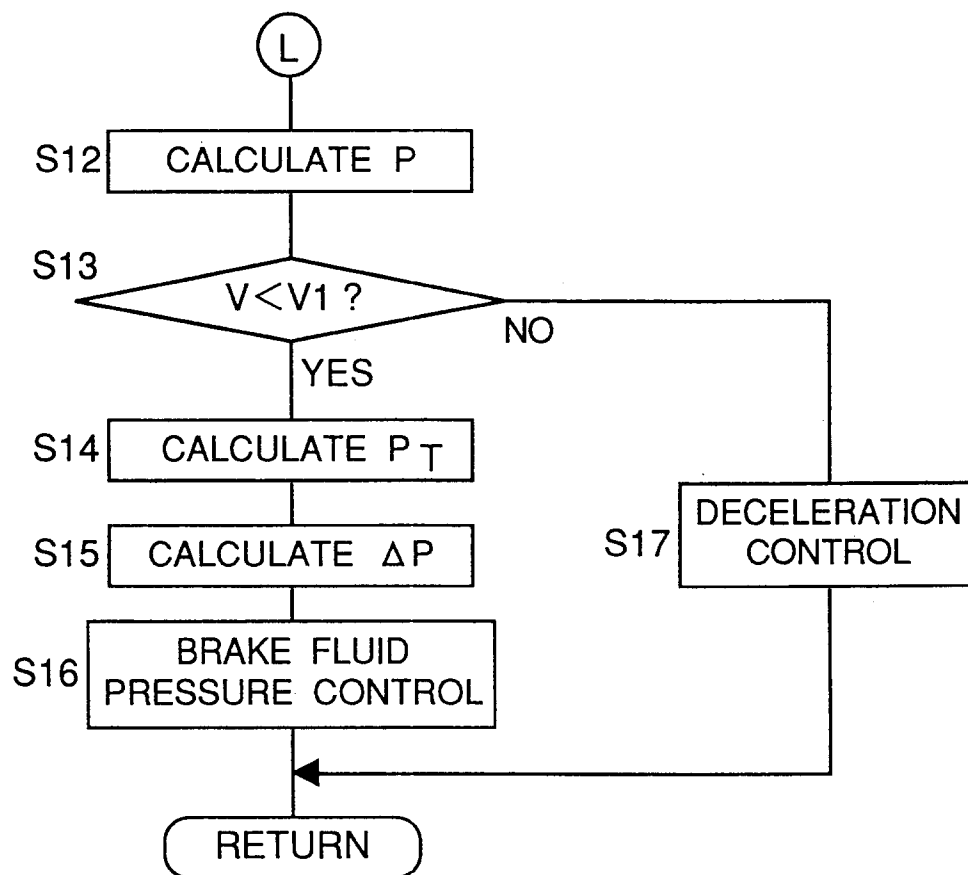 L
S12 CALCULATE P
S13
V<V1 ?
NO
YES
S14 CALCULATE PT
S15 CALCULATE ΔP
S17 DECELERATION
CONTROL
S16 BRAKE FLUID
PRESSURE CONTROL
RETURN